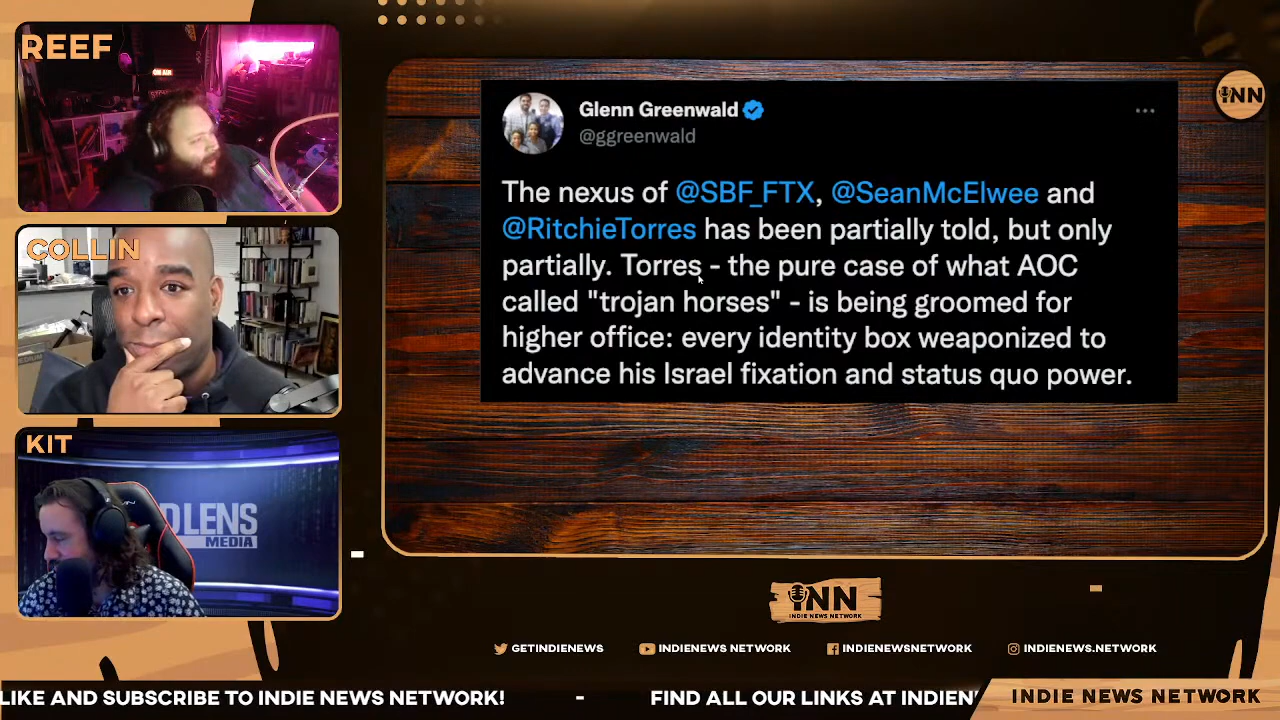 REEF
ON AIR
COLLIN
KIT
DLENS
MEDIA
Glenn Greenwald
@ggreenwald
The nexus of @SBF_FTX, @SeanMcElwee and
@RitchieTorres has been partially told, but only
partially. Torres - the pure case of what AOC
called "trojan horses" - is being groomed for
higher office: every identity box weaponized to
advance his Israel fixation and status quo power.
INN
INN
INDIE NEWS NETWORK
GETINDIENEWS
INDIENEWS NETWORK
INDIENEWSNETWORK
INDIENEWS.NETWORK
LIKE AND SUBSCRIBE TO INDIE NEWS NETWORK! - FIND ALL OUR LINKS AT INDIEN
INDIE NEWS NETWORK